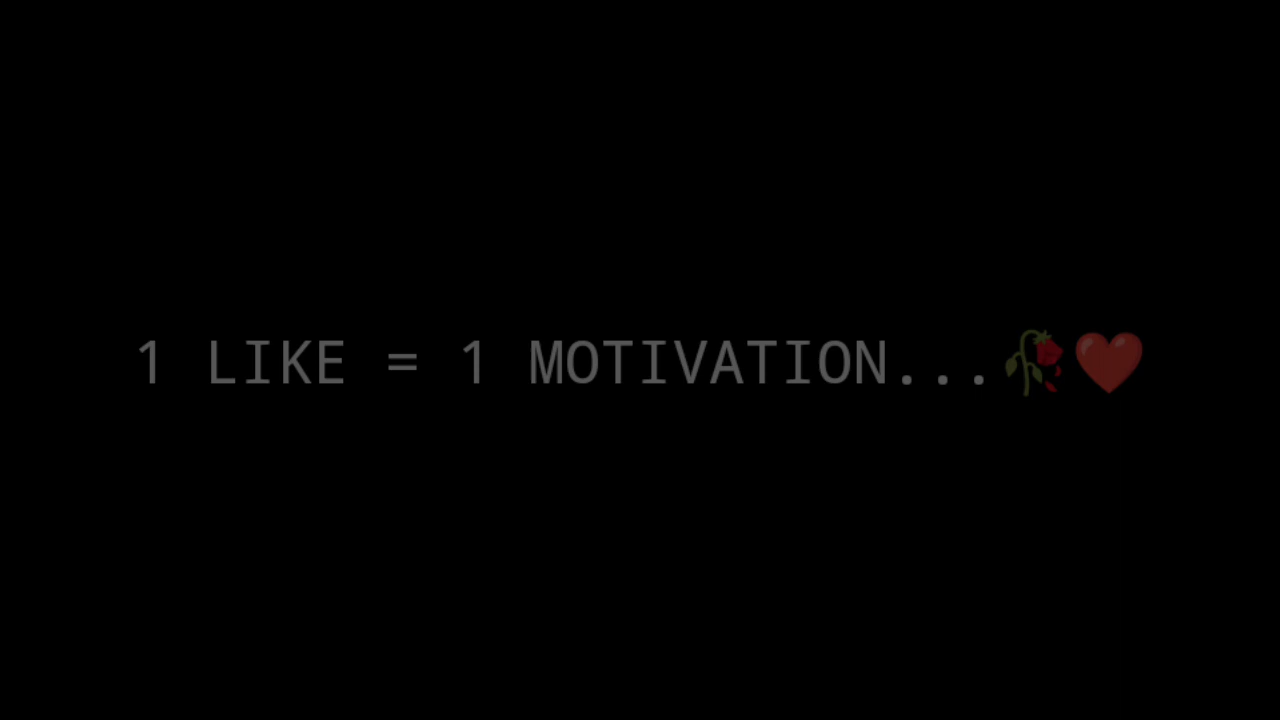 1 LIKE = 1 MOTIVATION...🥀❤️